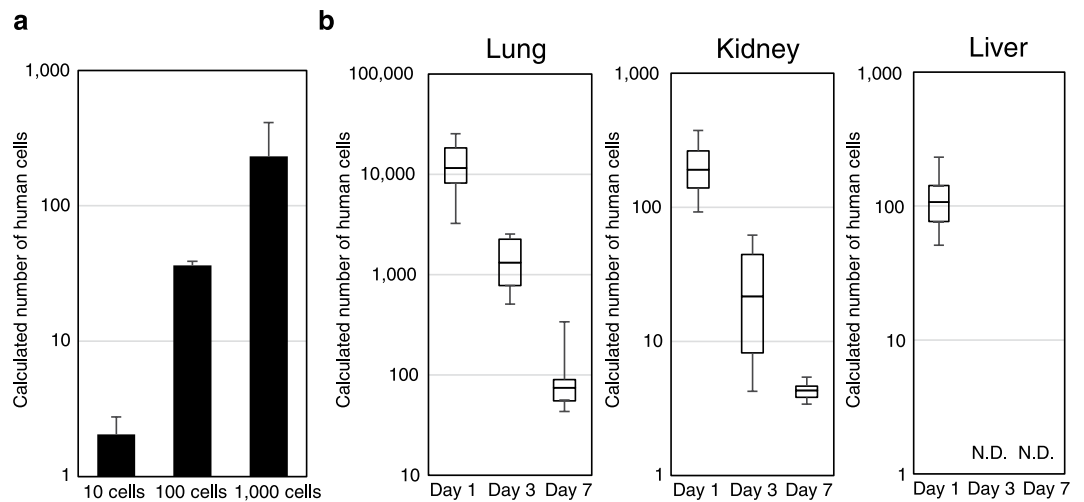 a
Calculated number of human cells
1,000
100
10
1
10 cells 100 cells 1,000 cells
b
Lung
Calculated number of human cells
100,000
10,000
1,000
100
10
Day 1 Day 3 Day 7
Kidney
Calculated number of human cells
1,000
100
10
1
Day 1 Day 3 Day 7
Liver
Calculated number of human cells
1,000
100
10
1
N.D. N.D.
Day 1 Day 3 Day 7